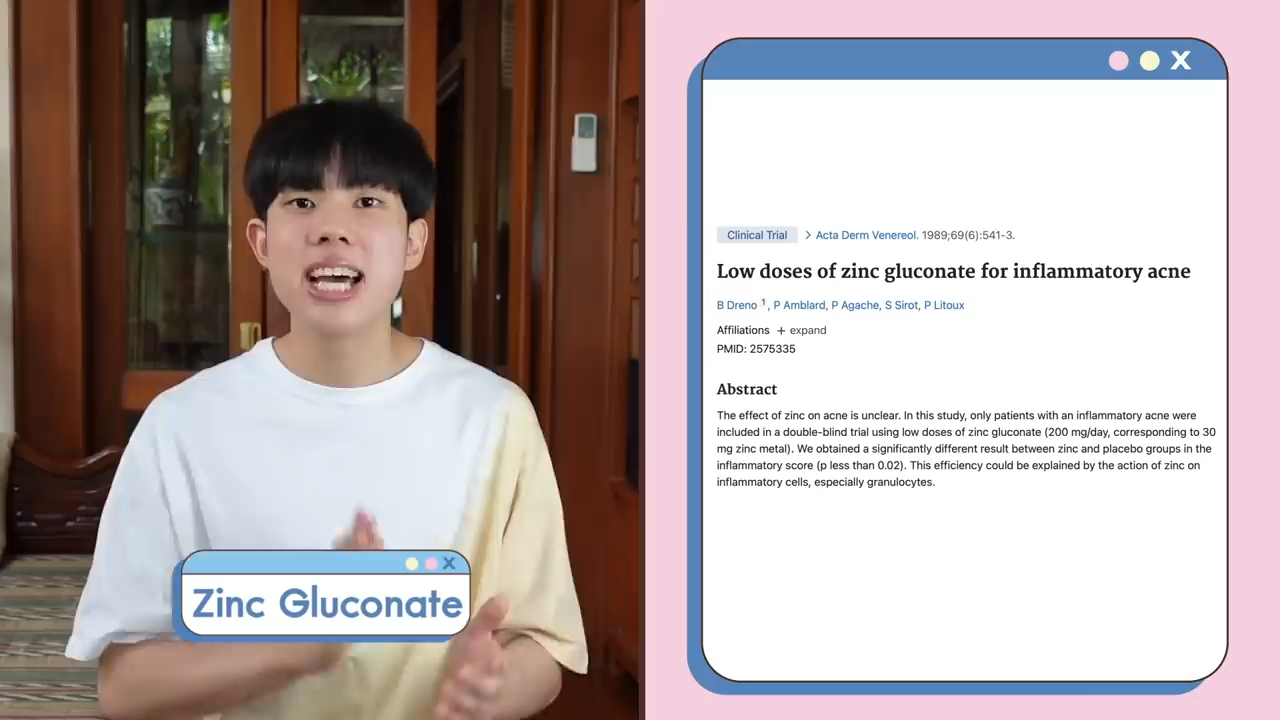 Zinc Gluconate
Clinical Trial > Acta Derm Venereol. 1989;69(6):541-3.
Low doses of zinc gluconate for inflammatory acne
B Dreno 1, P Amblard, P Agache, S Sirot, P Litoux
Affiliations + expand
PMID: 2575335
Abstract
The effect of zinc on acne is unclear. In this study, only patients with an inflammatory acne were
included in a double-blind trial using low doses of zinc gluconate (200 mg/day, corresponding to 30
mg zinc metal). We obtained a significantly different result between zinc and placebo groups in the
inflammatory score (p less than 0.02). This efficiency could be explained by the action of zinc on
inflammatory cells, especially granulocytes.